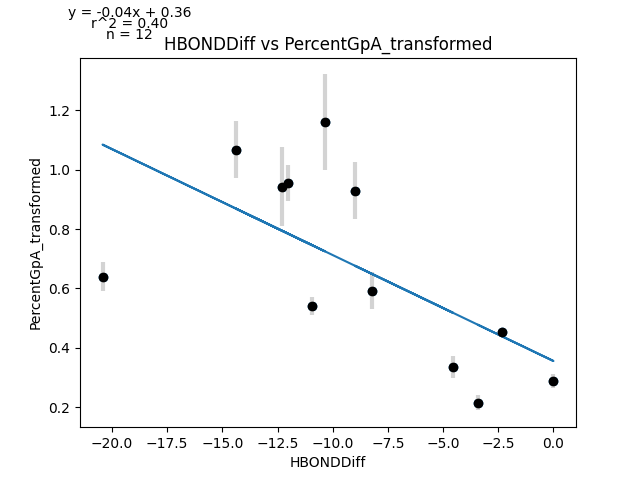 y = -0.04x + 0.36
r^2 = 0.40
n = 12
HBONDDiff vs PercentGpA_transformed
PercentGpA_transformed
1.2
1.0
0.8
0.6
0.4
0.2
−20.0 −17.5 −15.0 −12.5 −10.0 −7.5 −5.0 −2.5 0.0
HBONDDiff